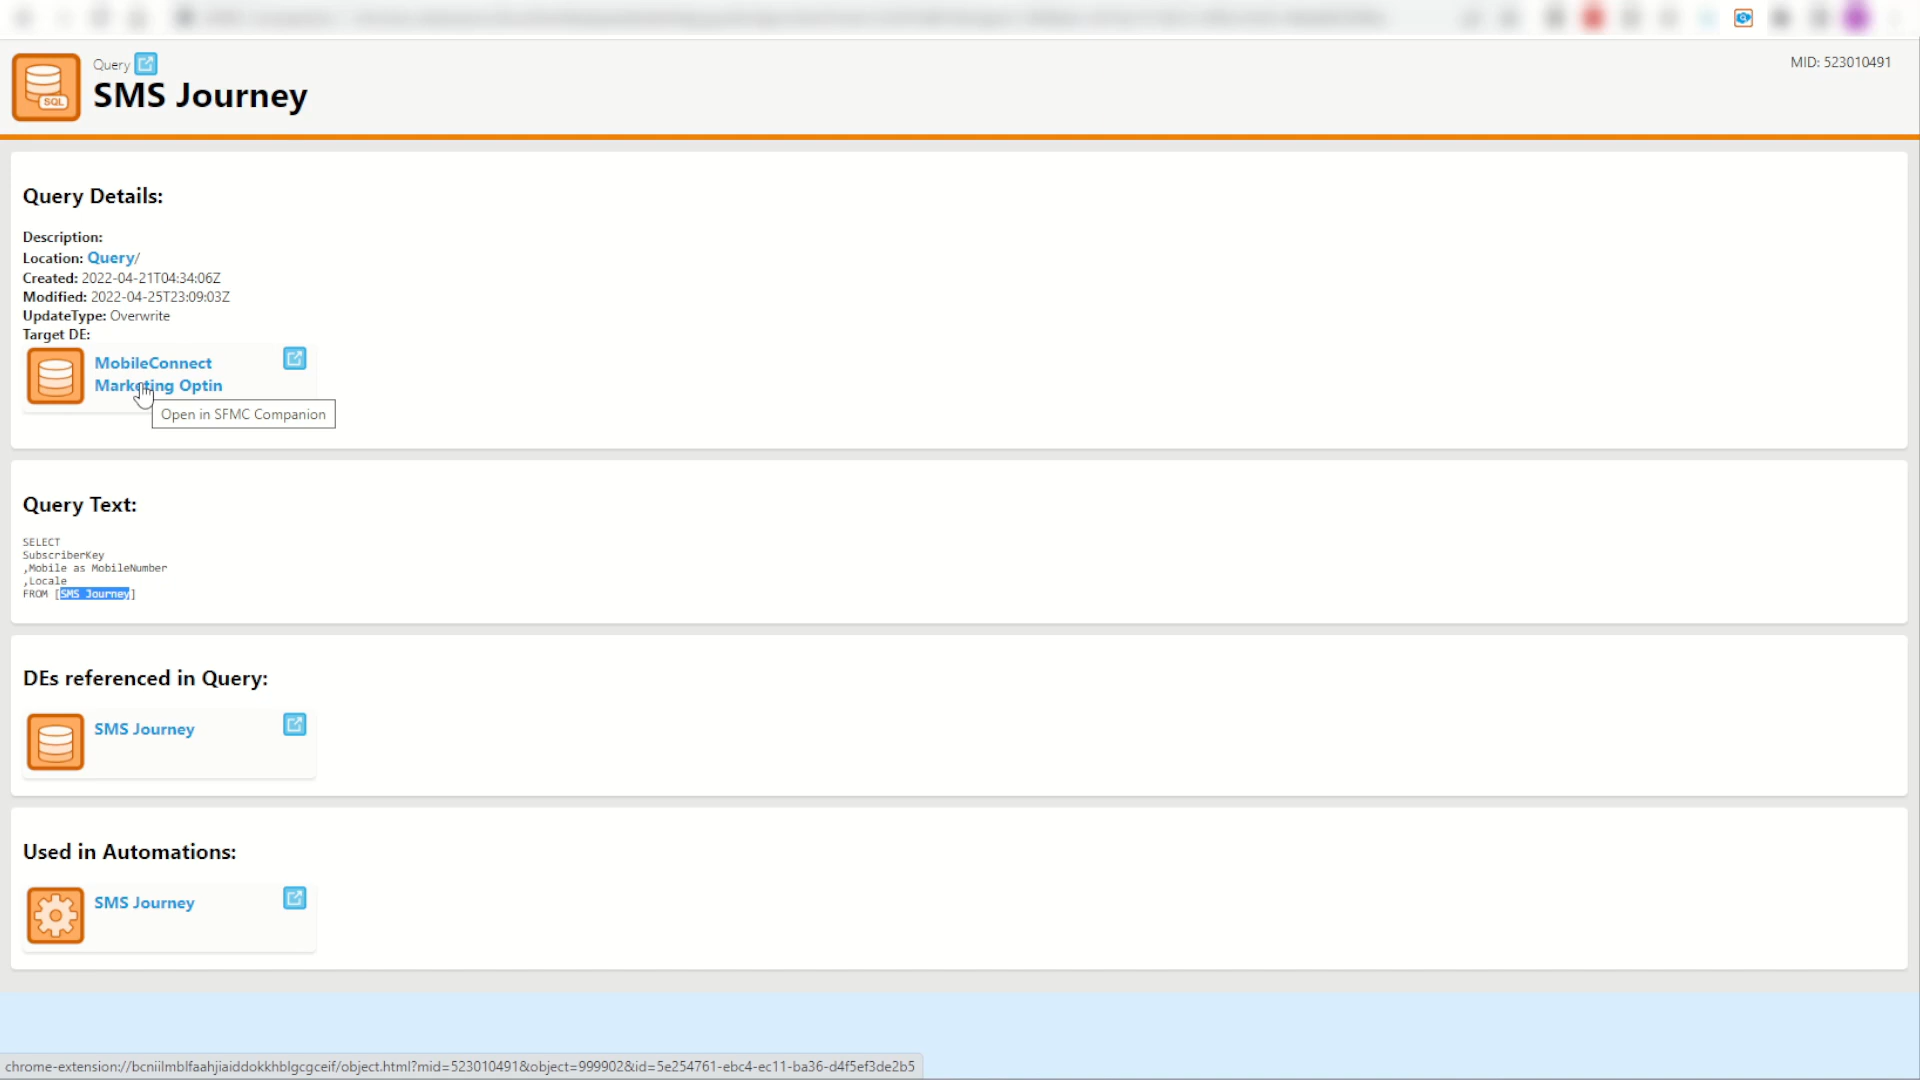 Query
SMS Journey
MID: 523010491
Query Details:
Description:
Location: Query/
Created: 2022-04-21T04:34:06Z
Modified: 2022-04-25T23:09:03Z
UpdateType: Overwrite
Target DE:
MobileConnect
Marketing Optin
Open in SFMC Companion
Query Text:
SELECT
SubscriberKey
,Mobile as MobileNumber
,Locale
FROM [SMS Journey]
DEs referenced in Query:
SMS Journey
Used in Automations:
SMS Journey
chrome-extension://bcniilmblfaahjiaiddokkhblgcgceif/object.html?mid=523010491&object=999902&id=5e254761-ebc4-ec11-ba36-d4f5ef3de2b5
SQL